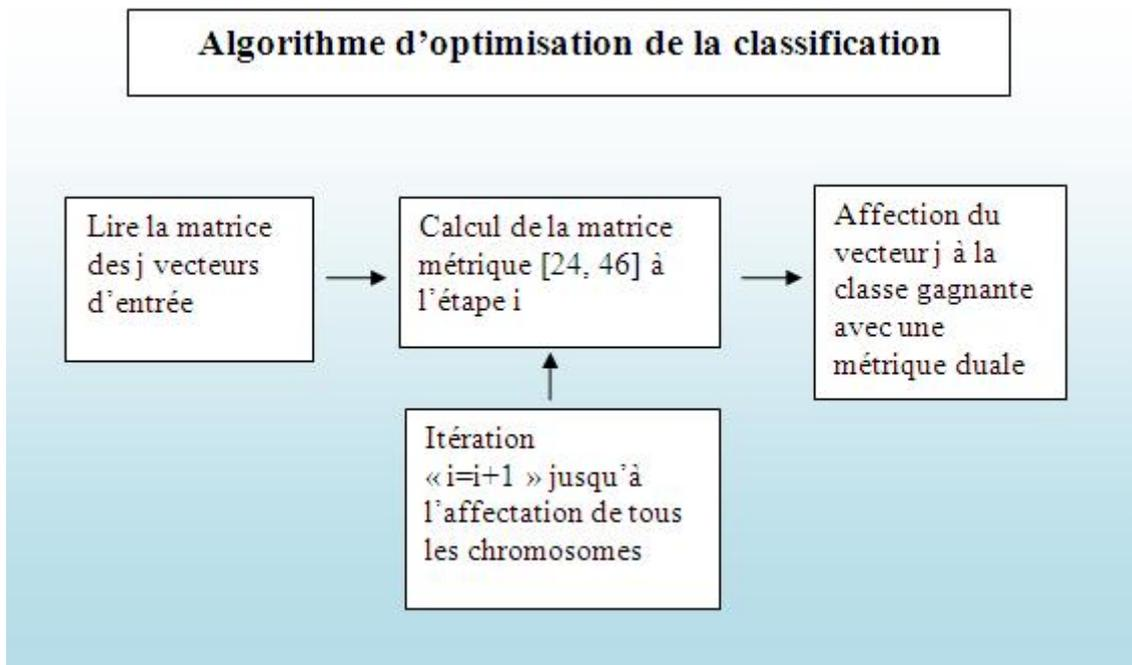 Algorithme d’optimisation de la classification
Lire la matrice
des j vecteurs
d’entrée
Calcul de la matrice
métrique [24, 46] à
l’étape i
Affection du
vecteur j à la
classe gagnante
avec une
métrique duale
Itération
« i=i+1 » jusqu’à
l’affectation de tous
les chromosomes